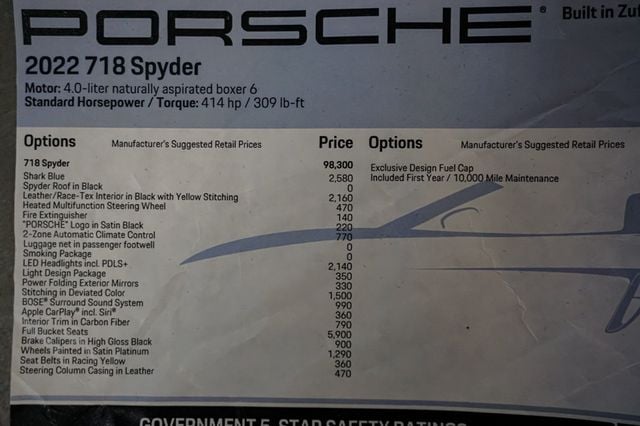 PORSCHE®
Built in Zuf
2022 718 Spyder
Motor: 4.0-liter naturally aspirated boxer 6
Standard Horsepower / Torque: 414 hp / 309 lb-ft
Options Manufacturer's Suggested Retail Prices Price
718 Spyder 98,300
Shark Blue 2,580
Spyder Roof in Black 0
Leather/Race-Tex Interior in Black with Yellow Stitching 2,160
Heated Multifunction Steering Wheel 470
Fire Extinguisher 140
"PORSCHE" Logo in Satin Black 220
2-Zone Automatic Climate Control 770
Luggage net in passenger footwell 0
Smoking Package 0
LED Headlights incl. PDLS+ 2,140
Light Design Package 350
Power Folding Exterior Mirrors 330
Stitching in Deviated Color 1,500
BOSE® Surround Sound System 990
Apple CarPlay® incl. Siri® 360
Interior Trim in Carbon Fiber 790
Full Bucket Seats 5,900
Brake Calipers in High Gloss Black 900
Wheels Painted in Satin Platinum 1,290
Seat Belts in Racing Yellow 360
Steering Column Casing in Leather 470
Options Manufacturer's Suggested Retail Prices
Exclusive Design Fuel Cap
Included First Year / 10,000 Mile Maintenance
GOVERNMENT 5-STAR SAFETY RATINGS